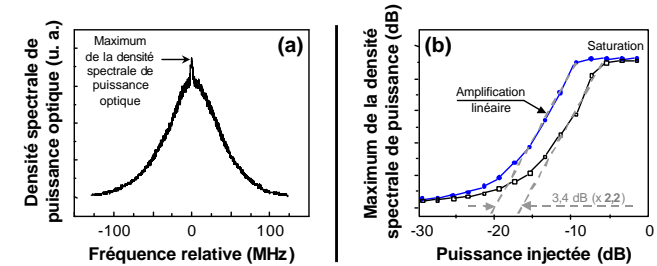 (a)
Maximum
de la densité
spectrale de
puissance
optique
Densité spectrale de
puissance optique (u. a.)
-100
-50
0
50
100
Fréquence relative (MHz)
(b)
Saturation
Amplification
linéaire
3,4 dB (x 2,2)
Maximum de la densité
spectrale de puissance (dB)
-30
-20
-10
0
Puissance injectée (dB)